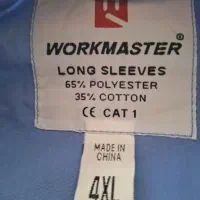 WORKMASTER
LONG SLEEVES
65% POLYESTER
35% COTTON
CE CAT 1
MADE IN
CHINA
4XL